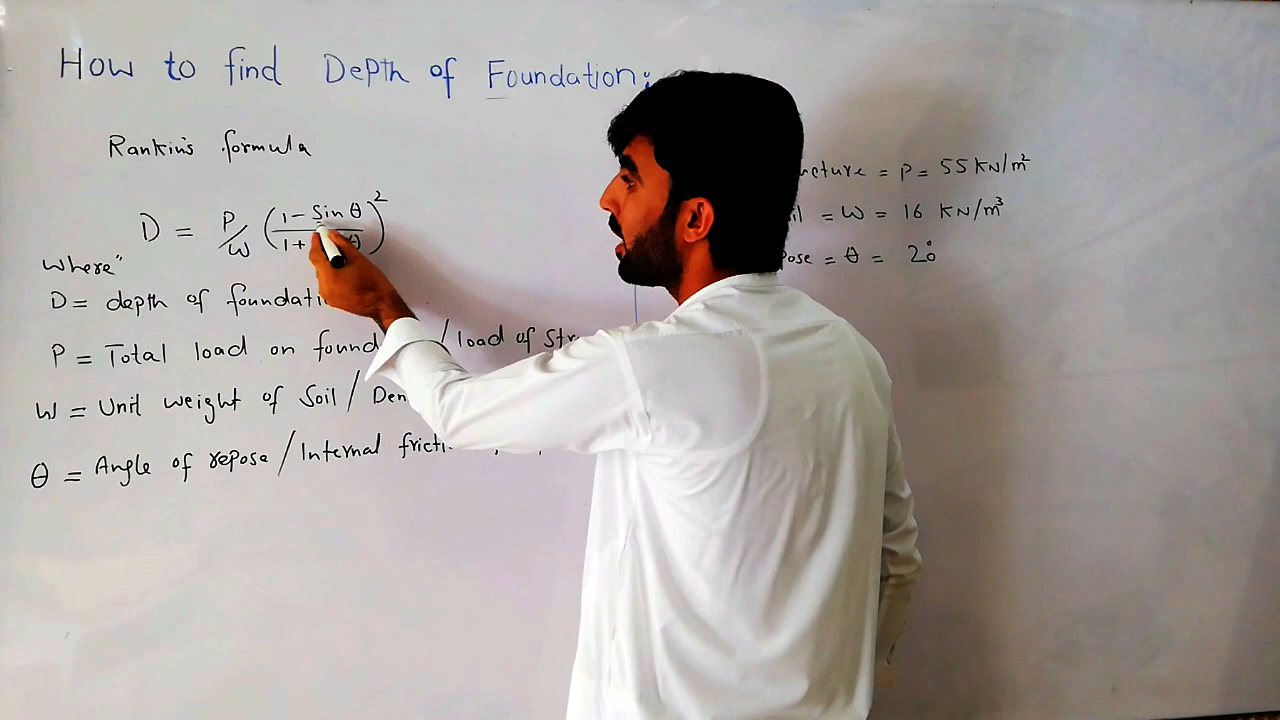 How to find Depth of Foundation:
Rankin's formula
D = P/W (1 - Sin θ / 1 + θ)²
where"
D = depth of foundati
P = Total load on found / load of Str
W = Unit weight of Soil / Den
θ = Angle of repose / Internal fricti
ucture = P = 55 KN/m²
il = W = 16 KN/m³
pose = θ = 20°